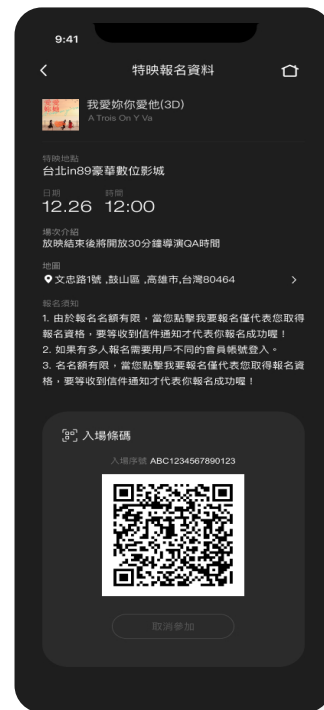 9:41
特映報名資料
我愛妳你愛他(3D)
A Trois On Y Va
特映地點
台北in89豪華數位影城
日期 時間
12.26 12:00
場次介紹
放映結束後將開放30分鐘導演QA時間
地圖
文忠路1號 ,鼓山區 ,高雄市,台灣80464
報名須知
1. 由於報名名額有限，當您點擊我要報名僅代表您取得
報名資格，要等收到信件通知才代表你報名成功喔！
2. 如果有多人報名需要用戶不同的會員帳號登入。
3. 名名額有限，當您點擊我要報名僅代表您取得報名資
格，要等收到信件通知才代表你報名成功喔！
入場條碼
入場序號 ABC1234567890123
取消參加